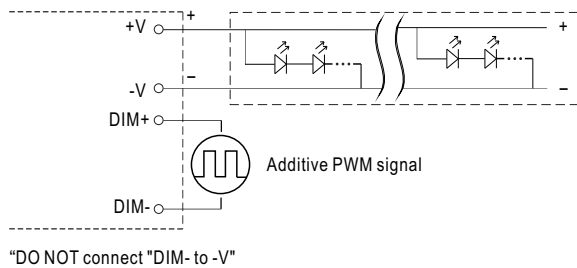 +V
+
+
-V
–
–
DIM+
Additive PWM signal
DIM-
“DO NOT connect "DIM- to -V"